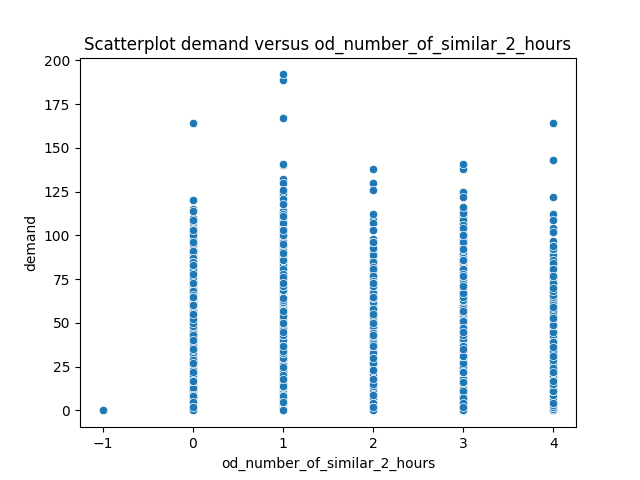 Scatterplot demand versus od_number_of_similar_2_hours
200
175
150
125
100
75
50
25
0
demand
−1 0 1 2 3 4
od_number_of_similar_2_hours